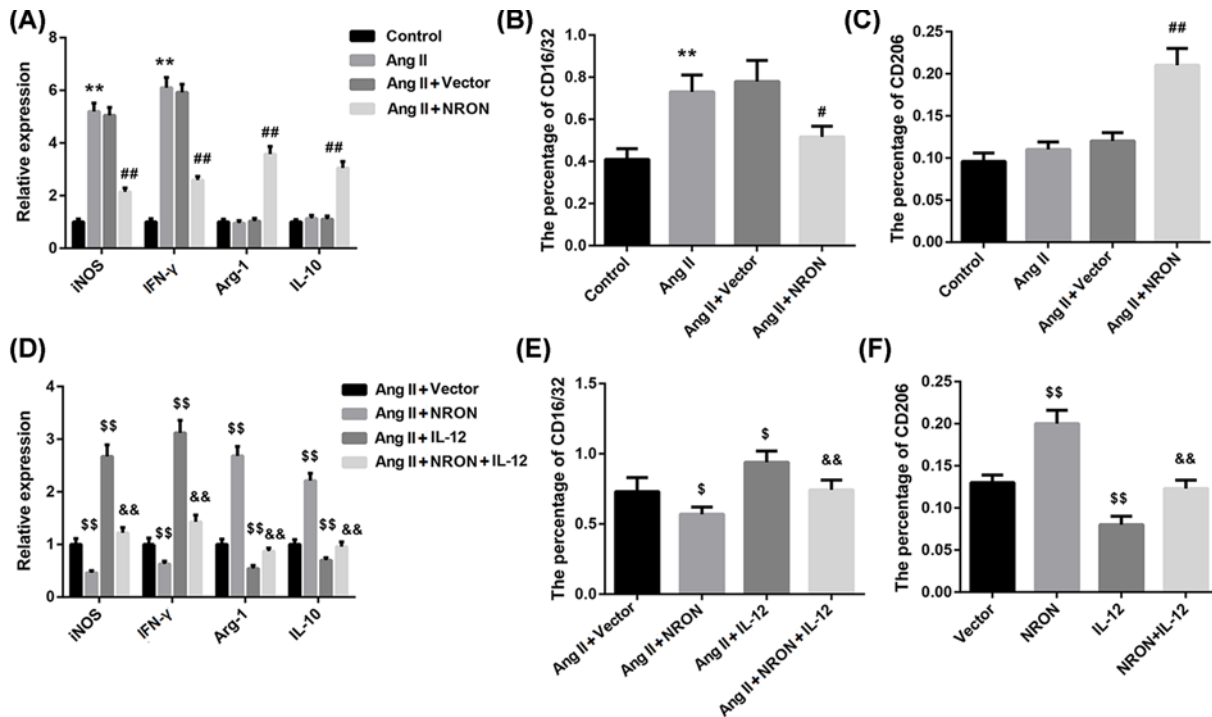 (A)
Relative expression
8
6
4
2
0
** ** ## ## ## ##
iNOS IFN-γ Arg-1 IL-10
Control
Ang II
Ang II+Vector
Ang II+NRON
(B)
The percentage of CD16/32
1.0
0.8
0.6
0.4
0.2
0.0
** #
Control Ang II Ang II+Vector Ang II+NRON
(C)
The percentage of CD206
0.25
0.20
0.15
0.10
0.05
0.00
##
Control Ang II Ang II+Vector Ang II+NRON
(D)
Relative expression
4
3
2
1
0
$$ $$ && $$ $$ && $$ $$ && $$ $$ &&
iNOS IFN-γ Arg-1 IL-10
Ang II+Vector
Ang II+NRON
Ang II+IL-12
Ang II+NRON+IL-12
(E)
The percentage of CD16/32
1.5
1.0
0.5
0.0
$ $ &&
Ang II+Vector Ang II+NRON Ang II+IL-12 Ang II+NRON+IL-12
(F)
The percentage of CD206
0.25
0.20
0.15
0.10
0.05
0.00
$$ $$ &&
Vector NRON IL-12 NRON+IL-12